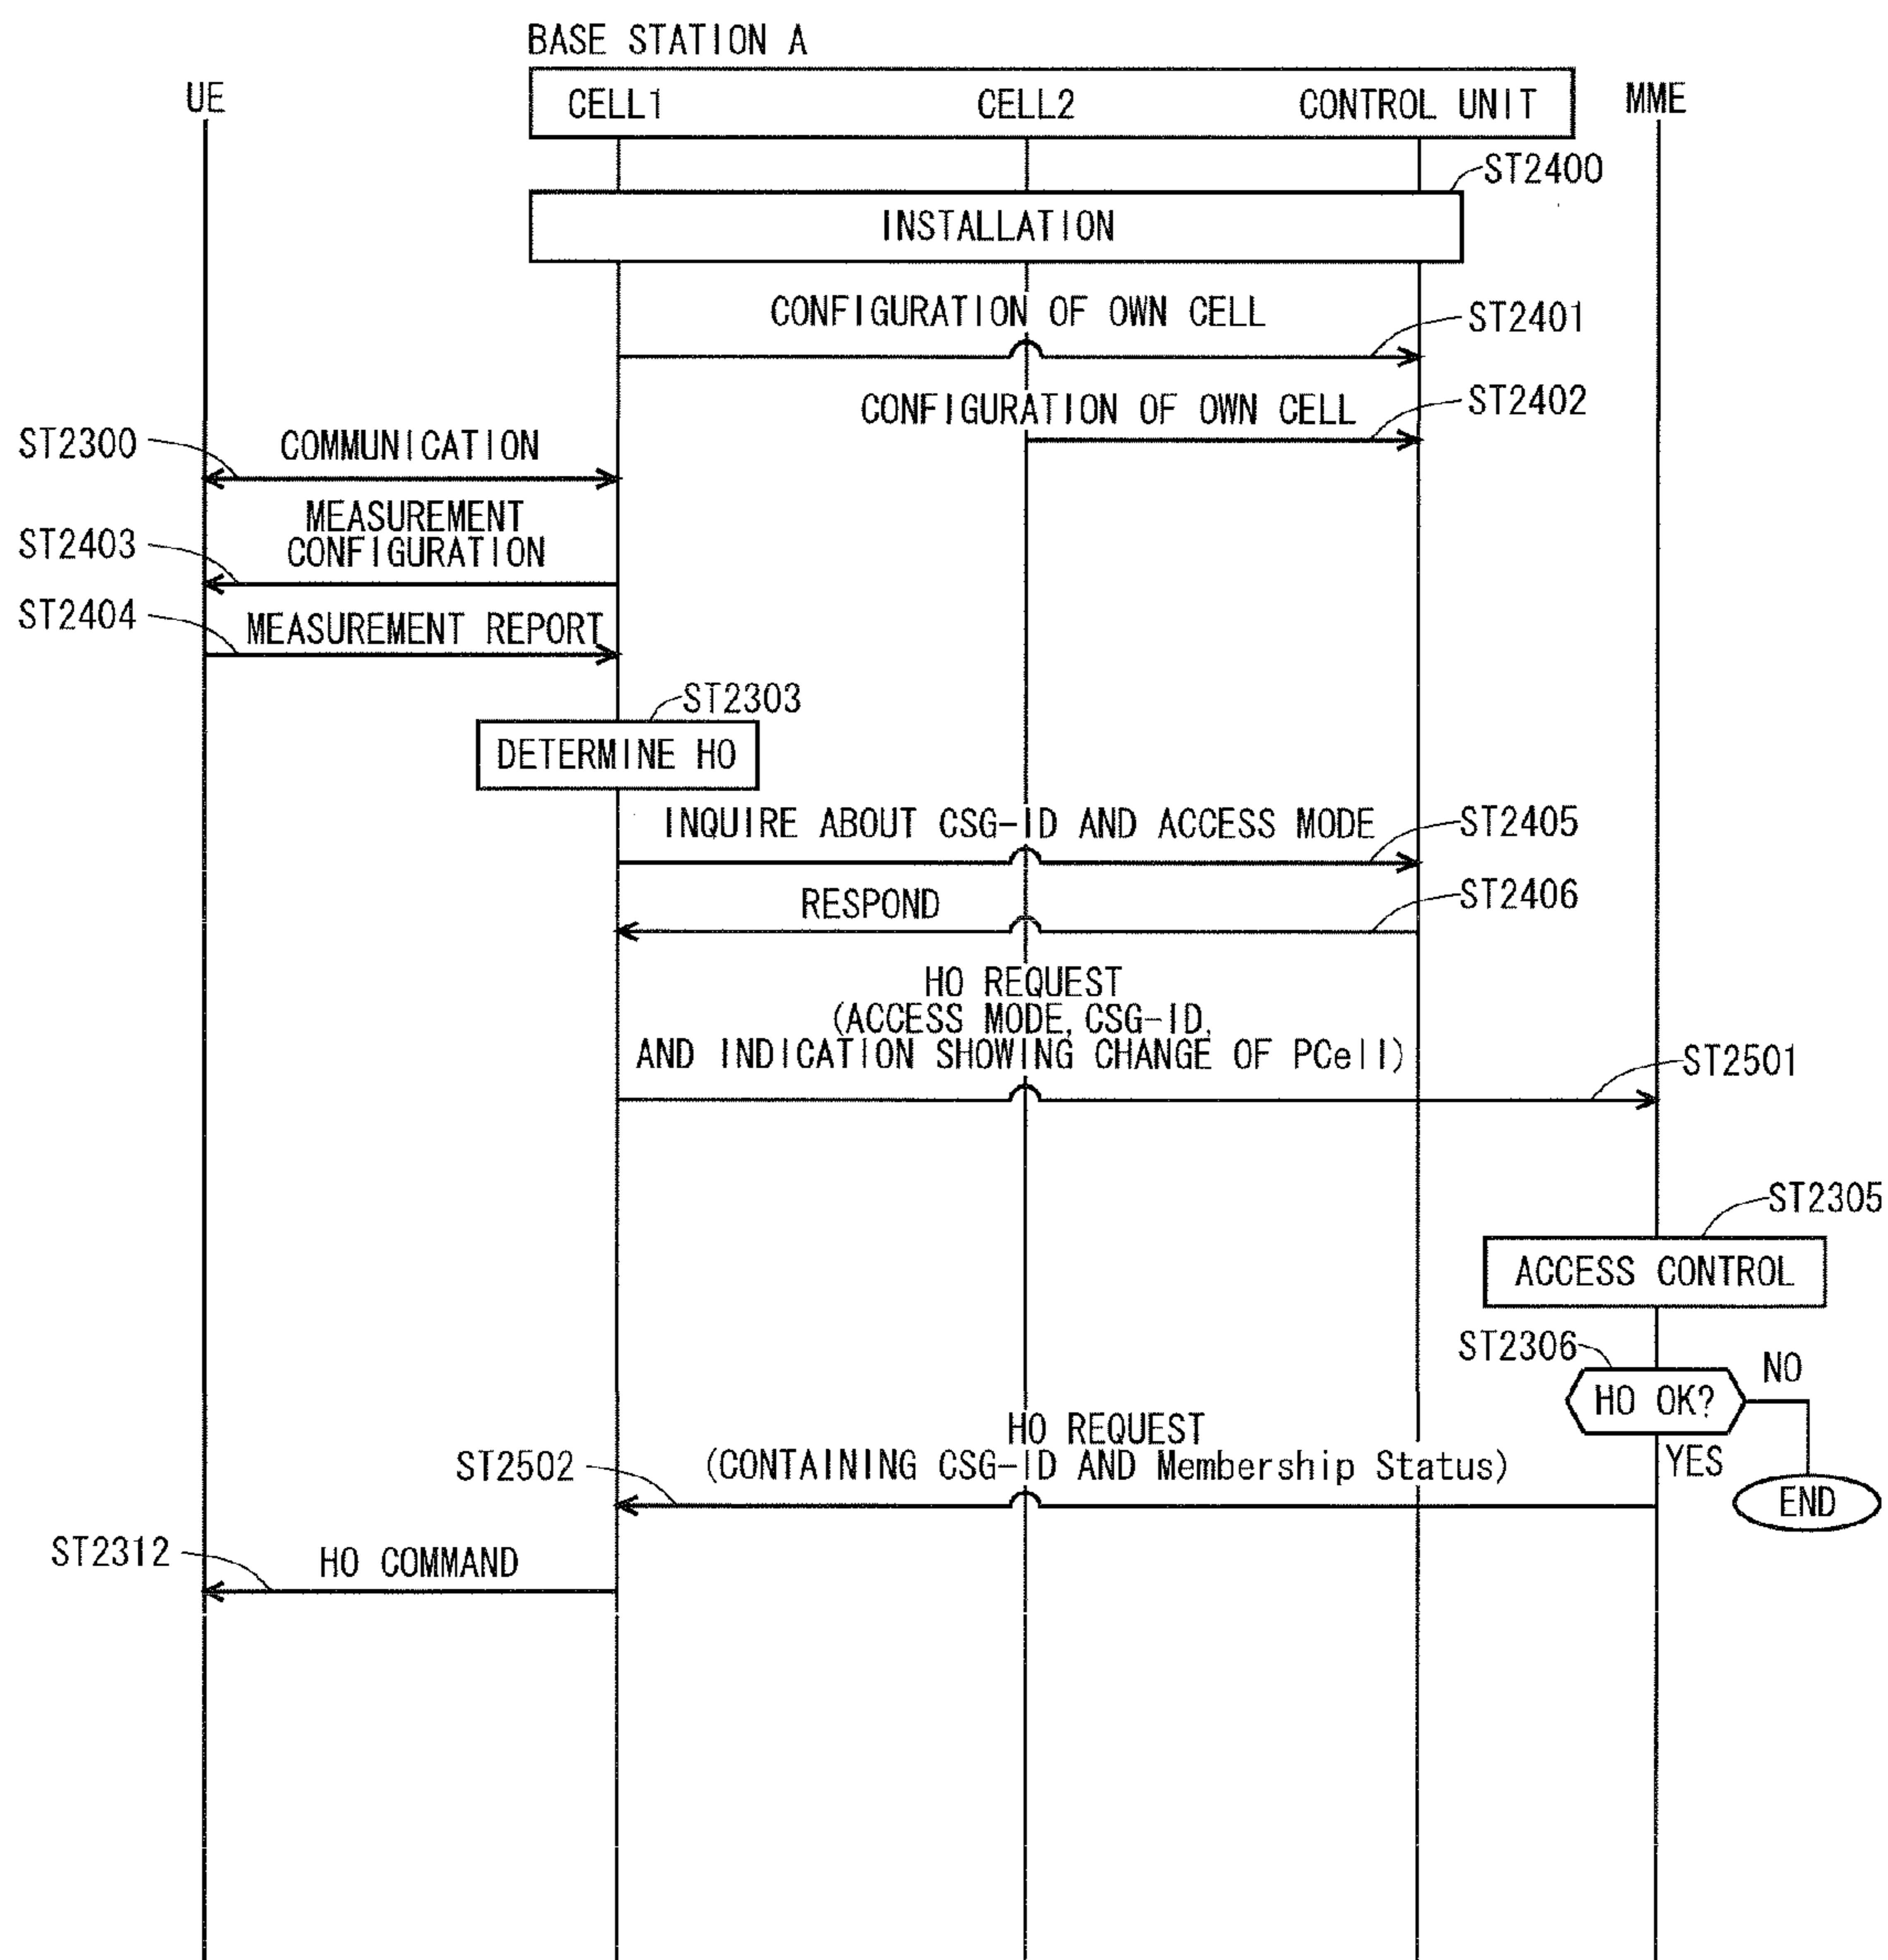 BASE STATION A
UE
CELL1
CELL2
CONTROL UNIT
MME
ST2400
INSTALLATION
CONFIGURATION OF OWN CELL
ST2401
CONFIGURATION OF OWN CELL
ST2402
ST2300
COMMUNICATION
MEASUREMENT
CONFIGURATION
ST2403
ST2404
MEASUREMENT REPORT
ST2303
DETERMINE HO
INQUIRE ABOUT CSG-ID AND ACCESS MODE
ST2405
RESPOND
ST2406
HO REQUEST
(ACCESS MODE, CSG-ID,
AND INDICATION SHOWING CHANGE OF PCell)
ST2501
ST2305
ACCESS CONTROL
ST2306
NO
HO OK?
YES
END
HO REQUEST
(CONTAINING CSG-ID AND Membership Status)
ST2502
ST2312
HO COMMAND